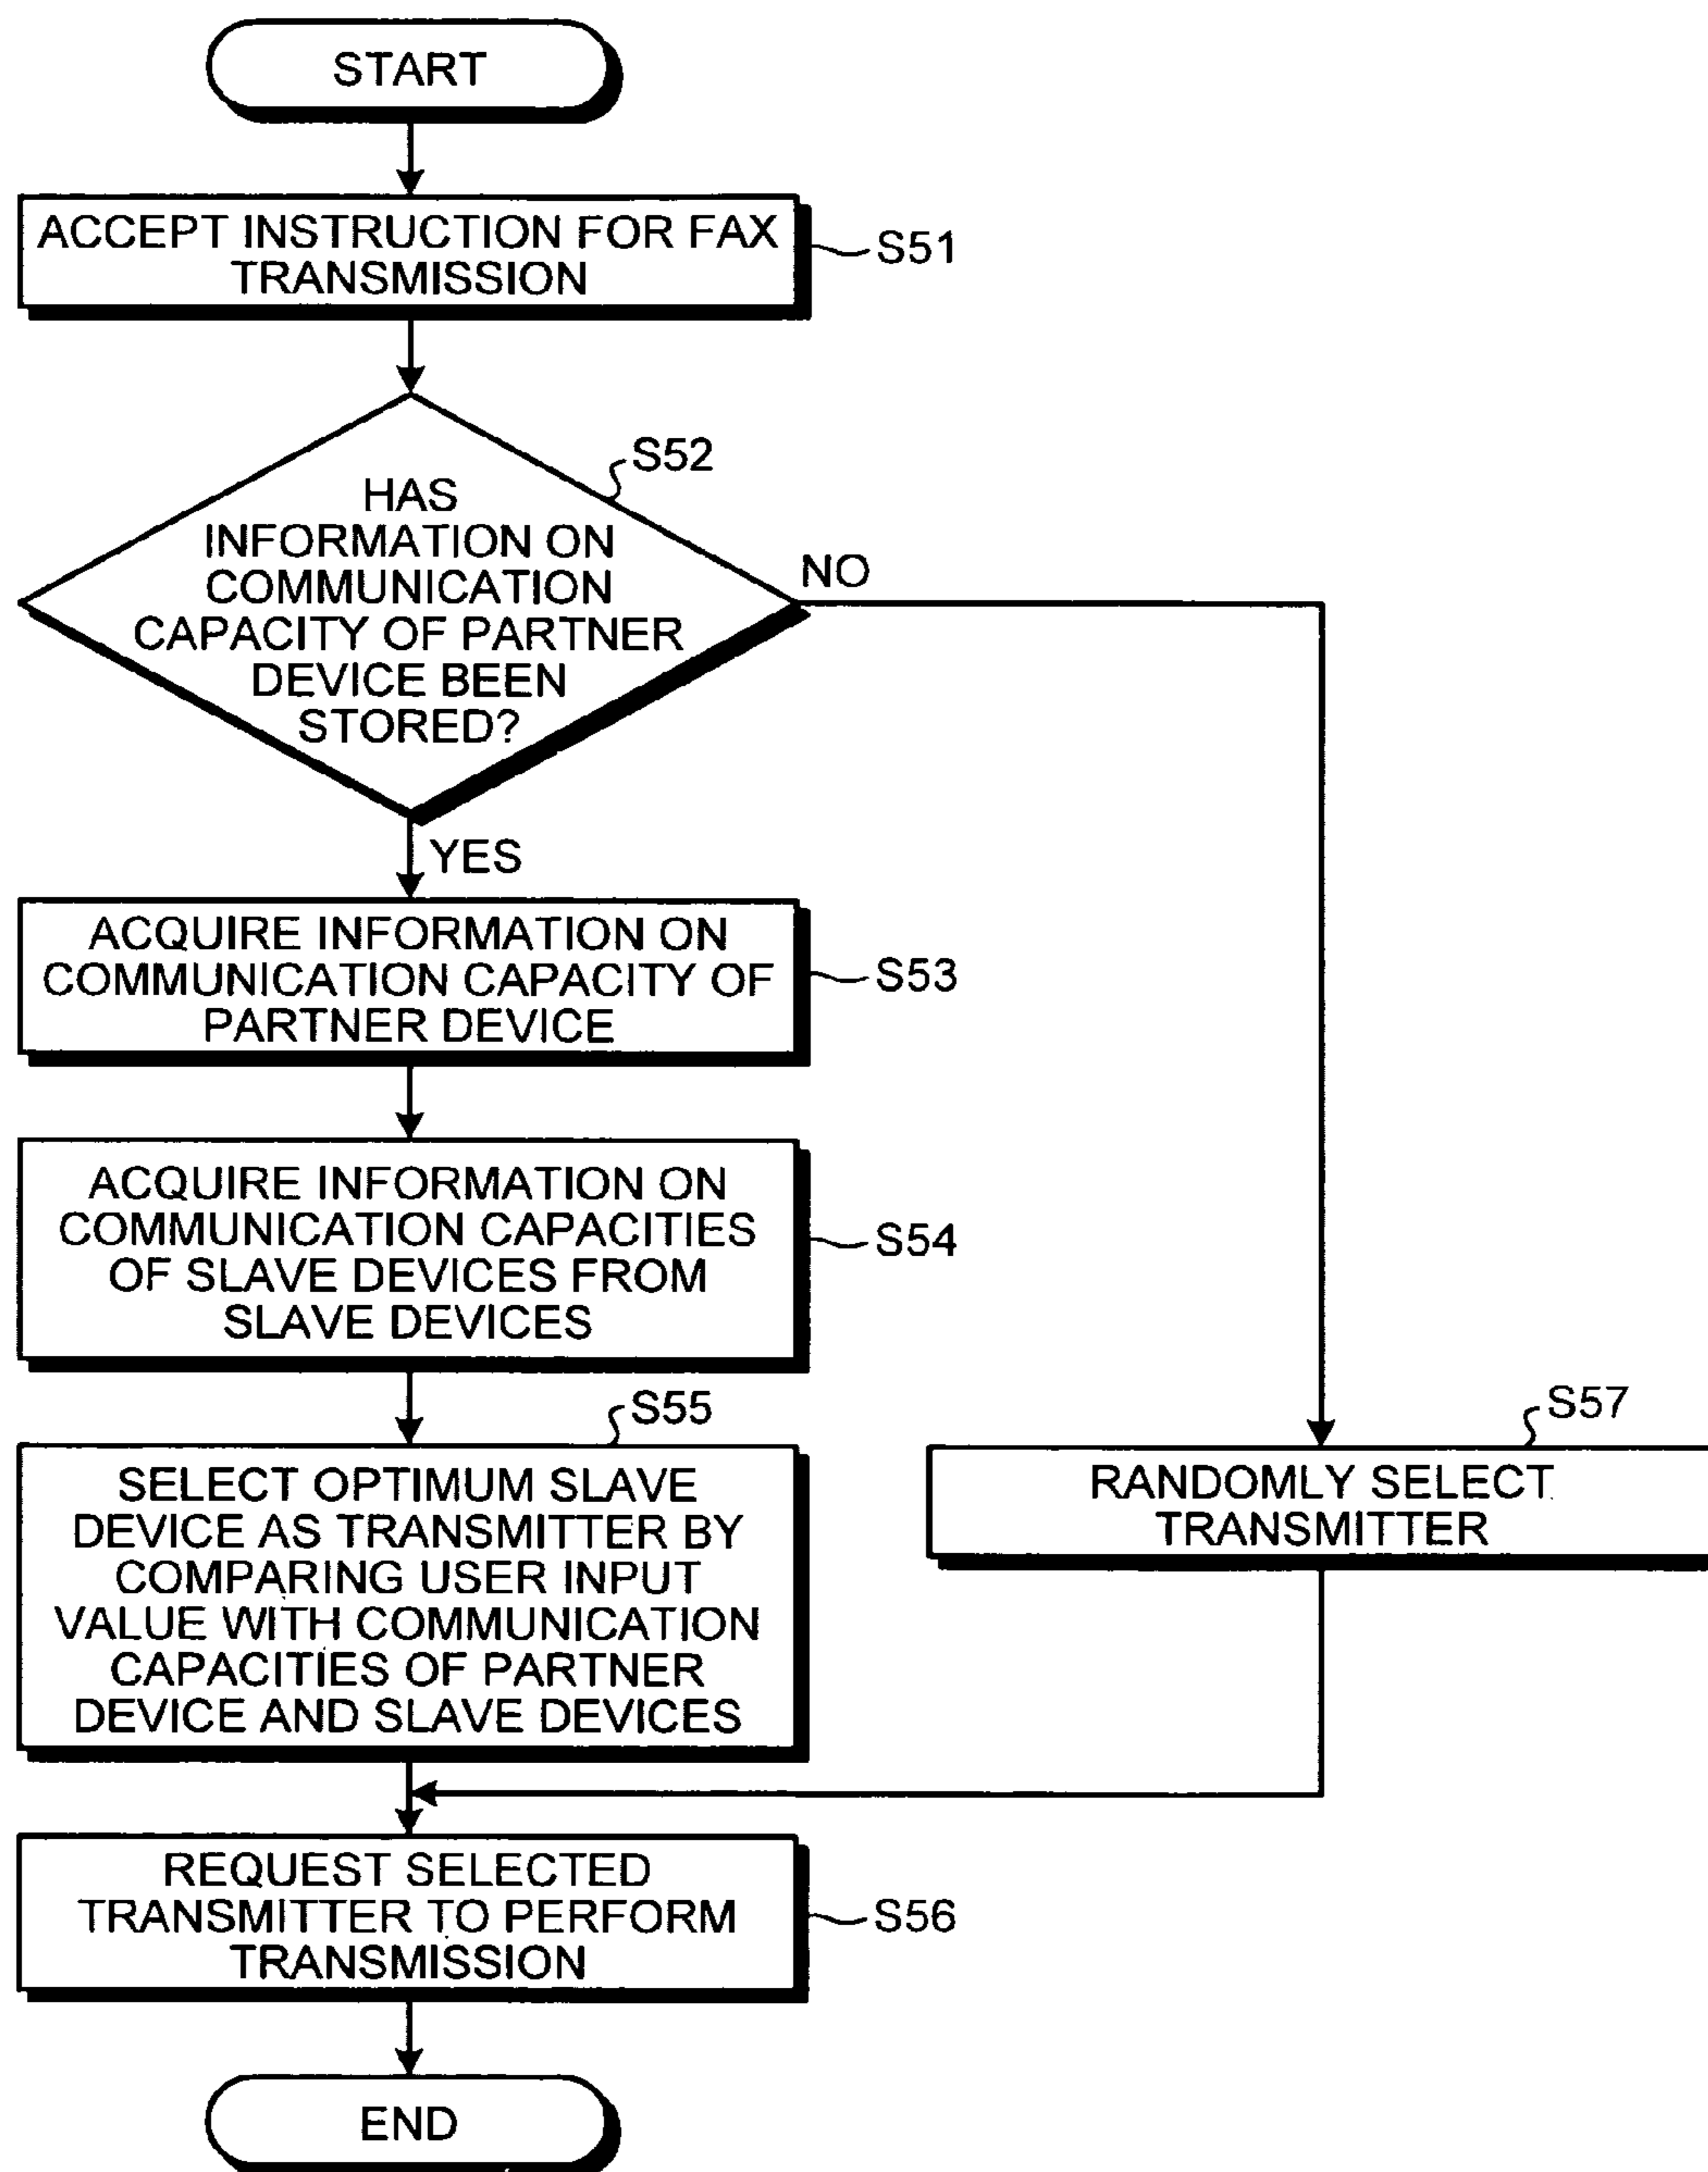 START
ACCEPT INSTRUCTION FOR FAX
TRANSMISSION
S51
S52
HAS
INFORMATION ON
COMMUNICATION
CAPACITY OF PARTNER
DEVICE BEEN
STORED?
NO
YES
ACQUIRE INFORMATION ON
COMMUNICATION CAPACITY OF
PARTNER DEVICE
S53
ACQUIRE INFORMATION ON
COMMUNICATION CAPACITIES
OF SLAVE DEVICES FROM
SLAVE DEVICES
S54
S55
SELECT OPTIMUM SLAVE
DEVICE AS TRANSMITTER BY
COMPARING USER INPUT
VALUE WITH COMMUNICATION
CAPACITIES OF PARTNER
DEVICE AND SLAVE DEVICES
S57
RANDOMLY SELECT
TRANSMITTER
REQUEST SELECTED
TRANSMITTER TO PERFORM
TRANSMISSION
S56
END